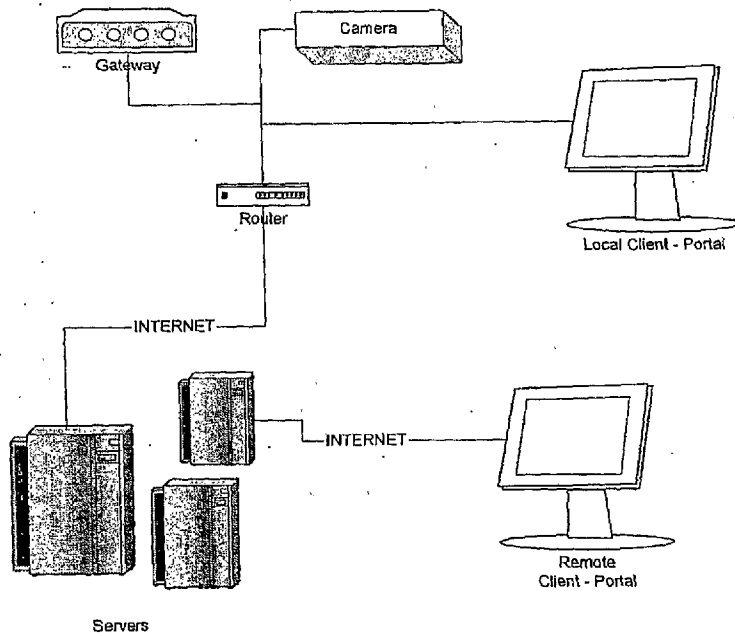 Camera
Gateway
Router
Local Client - Portal
INTERNET
INTERNET
Remote
Client - Portal
Servers